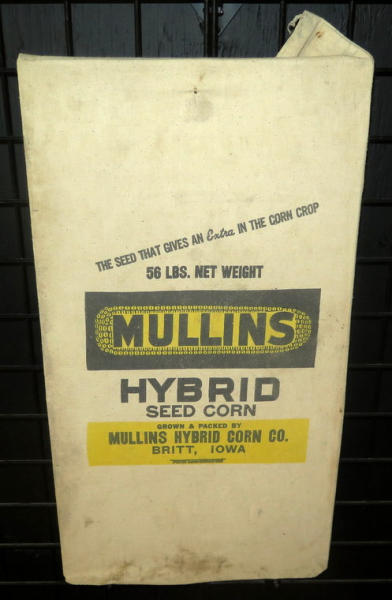 THE SEED THAT GIVES AN Extra IN THE CORN CROP
56 LBS. NET WEIGHT
MULLINS
HYBRID
SEED CORN
GROWN & PACKED BY
MULLINS HYBRID CORN CO.
BRITT, IOWA